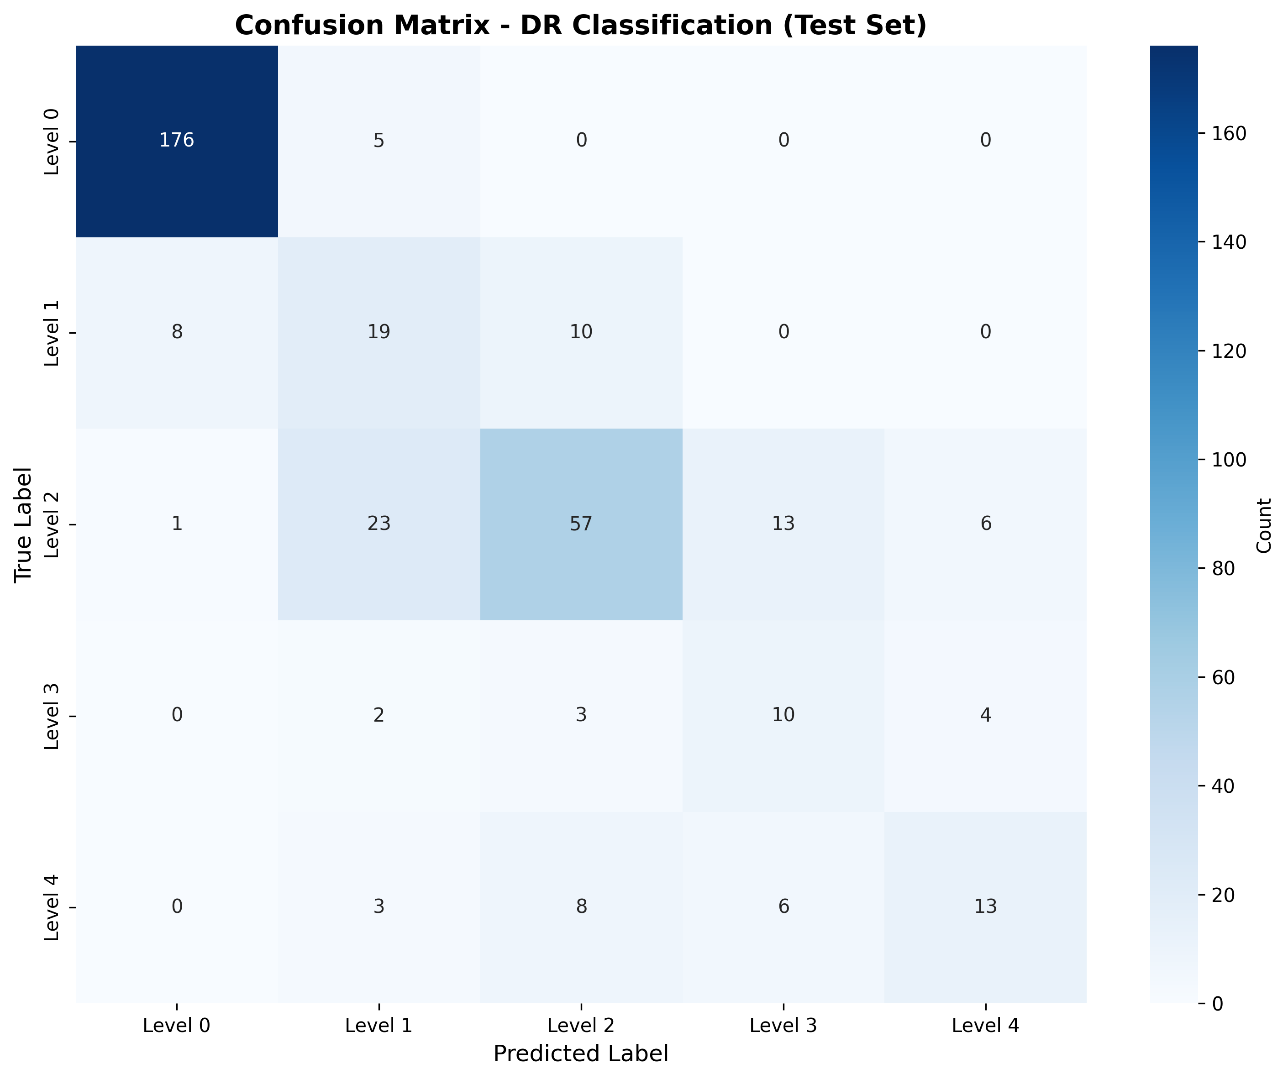 Confusion Matrix - DR Classification (Test Set)
Level 0
176 5 0 0 0
Level 1
8 19 10 0 0
Level 2
1 23 57 13 6
Level 3
0 2 3 10 4
Level 4
0 3 8 6 13
True Label
Level 0 Level 1 Level 2 Level 3 Level 4
Predicted Label
160
140
120
100
80
60
40
20
0
Count